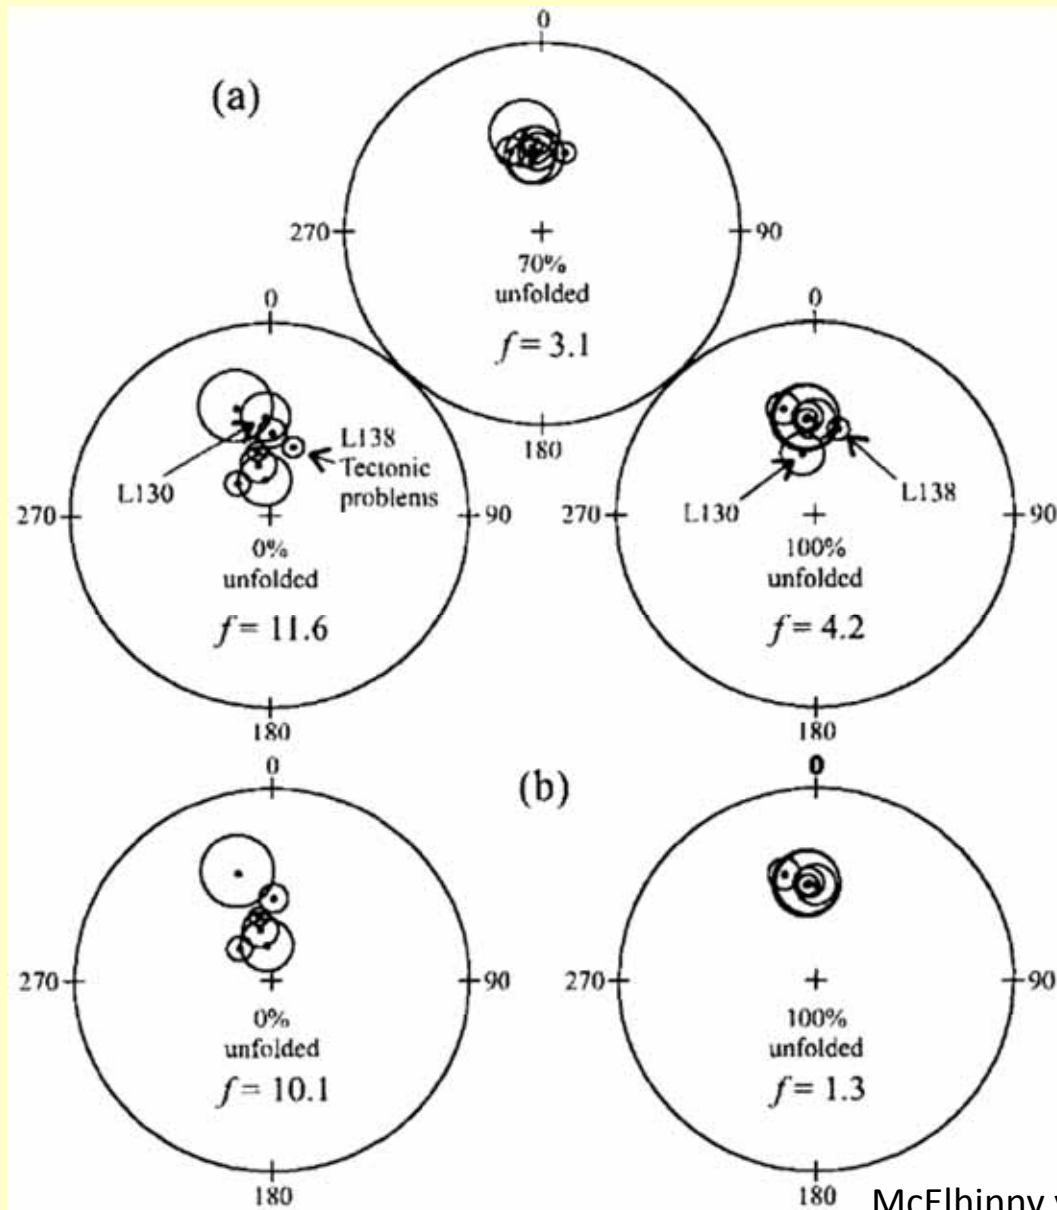 (a)
0
270
90
70%
unfolded
f = 3.1
180
0
L130
L138
Tectonic
problems
270
90
0%
unfolded
f = 11.6
180
0
L130
L138
270
90
100%
unfolded
f = 4.2
180
(b)
0
270
90
0%
unfolded
f = 10.1
180
0
270
90
100%
unfolded
f = 1.3
180
McElhinny